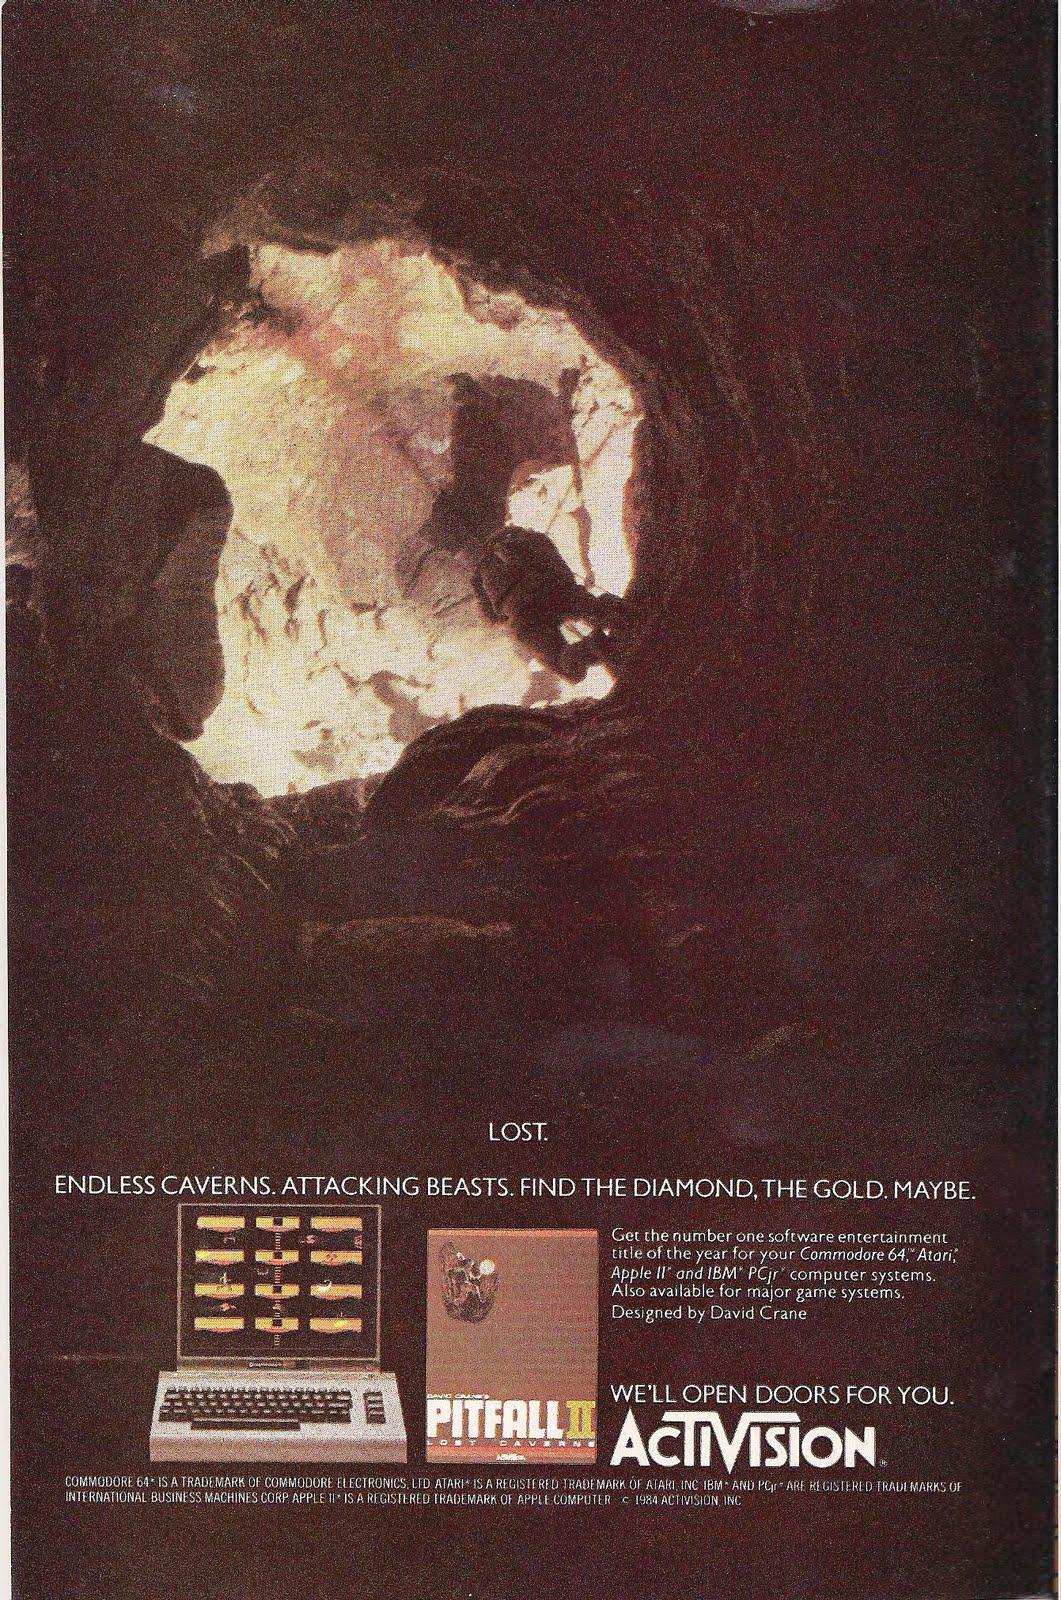 LOST.
ENDLESS CAVERNS. ATTACKING BEASTS. FIND THE DIAMOND, THE GOLD. MAYBE.
Get the number one software entertainment
title of the year for your Commodore 64,™ Atari,®
Apple II® and IBM® PCjr® computer systems.
Also available for major game systems.
Designed by David Crane
DAVID CRANE'S
PITFALL II
LOST CAVERNS
ACTIVISION
WE'LL OPEN DOORS FOR YOU.
ACTIVISION®
COMMODORE 64™ IS A TRADEMARK OF COMMODORE ELECTRONICS, LTD ATARI® IS A REGISTERED TRADEMARK OF ATARI, INC IBM® AND PCjr® ARE REGISTERED TRADEMARKS OF
INTERNATIONAL BUSINESS MACHINES CORP. APPLE II® IS A REGISTERED TRADEMARK OF APPLE COMPUTER © 1984 ACTIVISION, INC